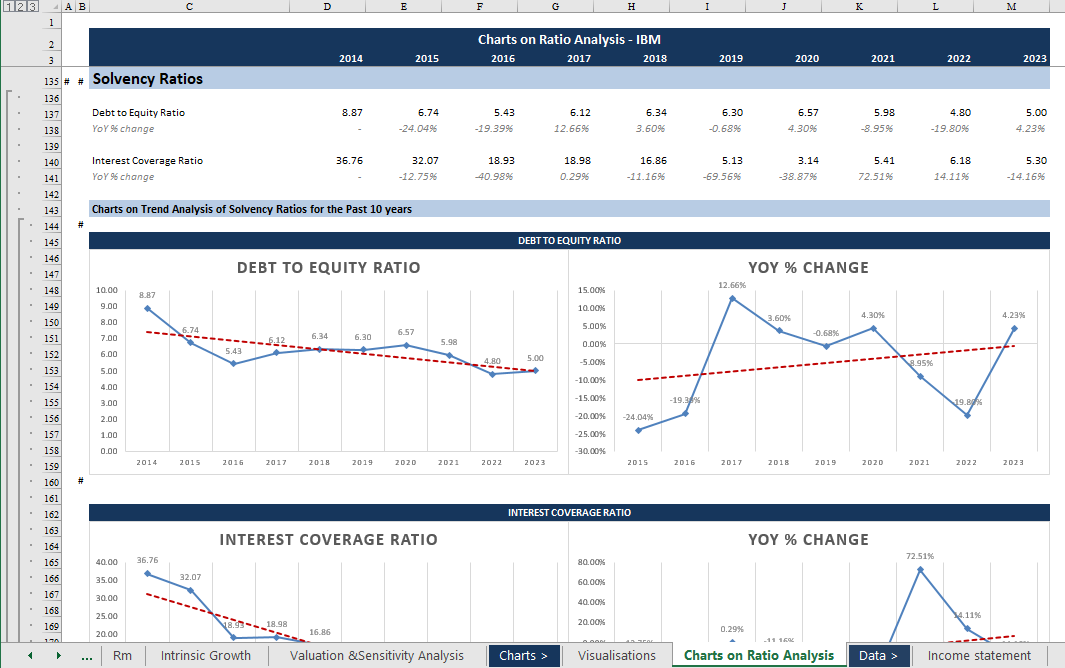 1 2 3 A B C D E F G H I J K L M
1
2 Charts on Ratio Analysis - IBM
3 2014 2015 2016 2017 2018 2019 2020 2021 2022 2023
135 # # Solvency Ratios
136
137 Debt to Equity Ratio 8.87 6.74 5.43 6.12 6.34 6.30 6.57 5.98 4.80 5.00
138 YoY % change - -24.04% -19.39% 12.66% 3.60% -0.68% 4.30% -8.95% -19.80% 4.23%
139
140 Interest Coverage Ratio 36.76 32.07 18.93 18.98 16.86 5.13 3.14 5.41 6.18 5.30
141 YoY % change - -12.75% -40.98% 0.29% -11.16% -69.56% -38.87% 72.51% 14.11% -14.16%
142
143 Charts on Trend Analysis of Solvency Ratios for the Past 10 years
144 #
145 DEBT TO EQUITY RATIO
146
147
148
149
150
151
152
153
154
155
156
157
158
159
DEBT TO EQUITY RATIO
10.00
9.00
8.00
7.00
6.00
5.00
4.00
3.00
2.00
1.00
0.00
8.87 6.74 5.43 6.12 6.34 6.30 6.57 5.98 4.80 5.00
2014 2015 2016 2017 2018 2019 2020 2021 2022 2023
YOY % CHANGE
15.00%
10.00%
5.00%
0.00%
-5.00%
-10.00%
-15.00%
-20.00%
-25.00%
-30.00%
-24.04% -19.39% 12.66% 3.60% -0.68% 4.30% -8.95% -19.80% 4.23%
2015 2016 2017 2018 2019 2020 2021 2022 2023
160 #
161
162 INTEREST COVERAGE RATIO
163
164
165
166
167
168
169
170
INTEREST COVERAGE RATIO
40.00
35.00
30.00
25.00
20.00
36.76 32.07 18.93 18.98 16.86
YOY % CHANGE
80.00%
60.00%
40.00%
20.00%
0.29% -11.16% 72.51% 14.11%
... Rm Intrinsic Growth Valuation &Sensitivity Analysis Charts > Visualisations Charts on Ratio Analysis Data > Income statement